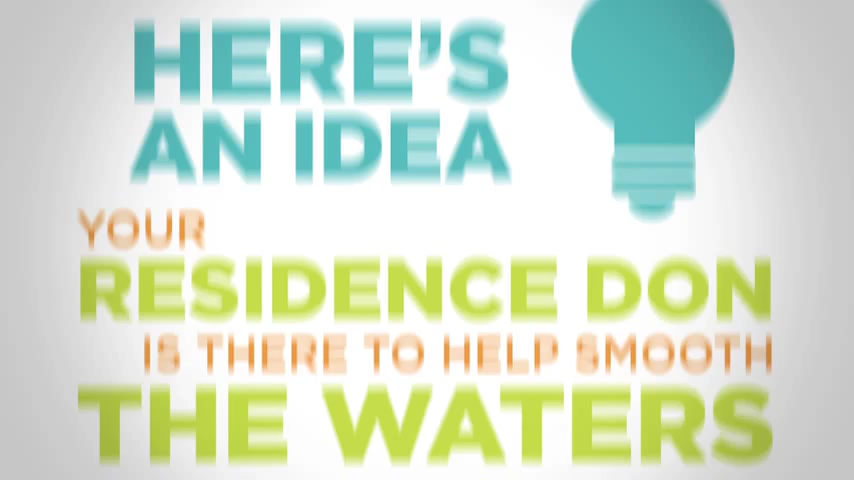 HERE'S
AN IDEA
YOUR
RESIDENCE DON
IS THERE TO HELP SMOOTH
THE WATERS